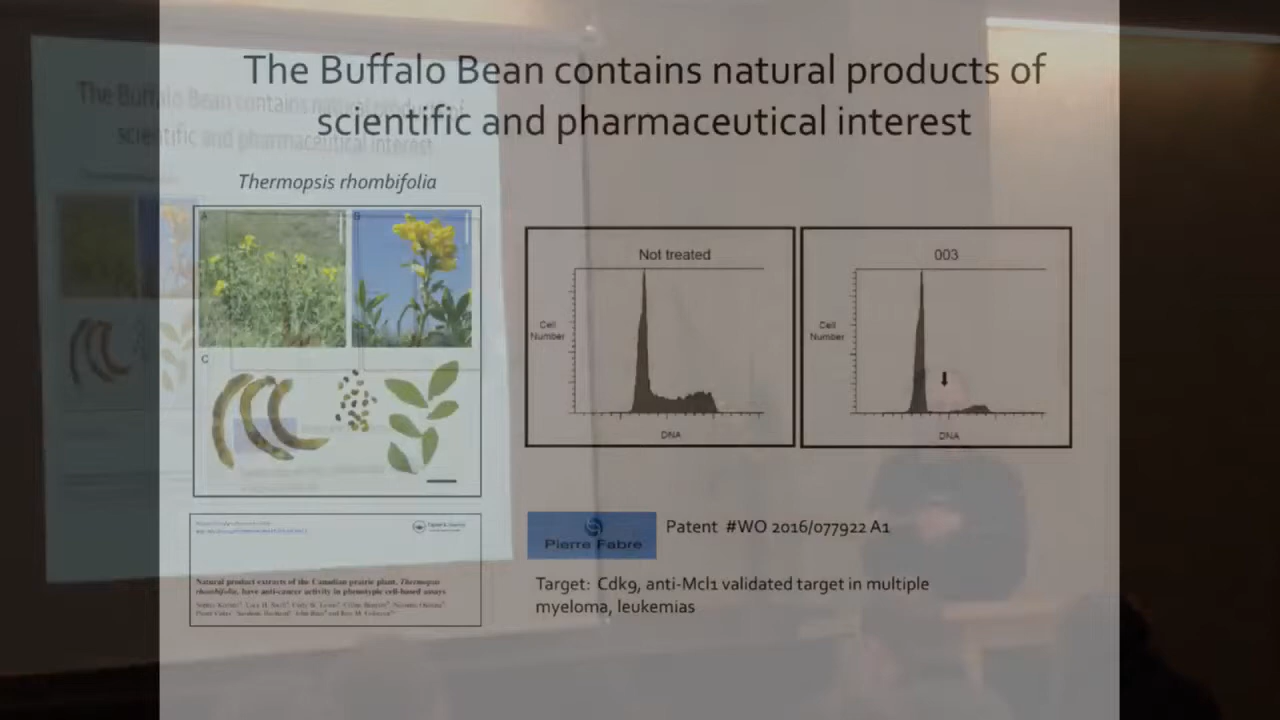 The Buffalo Bean contains natural products of
scientific and pharmaceutical interest
Thermopsis rhombifolia
A
B
C
Not treated
Cell
Number
DNA
003
Cell
Number
DNA
Natural product extracts of the Canadian prairie plant, Thermopsis
rhombifolia, have anti-cancer activity in phenotypic cell-based assays
Pierre Fabre
Patent #WO 2016/077922 A1
Target: Cdk9, anti-Mcl1 validated target in multiple
myeloma, leukemias